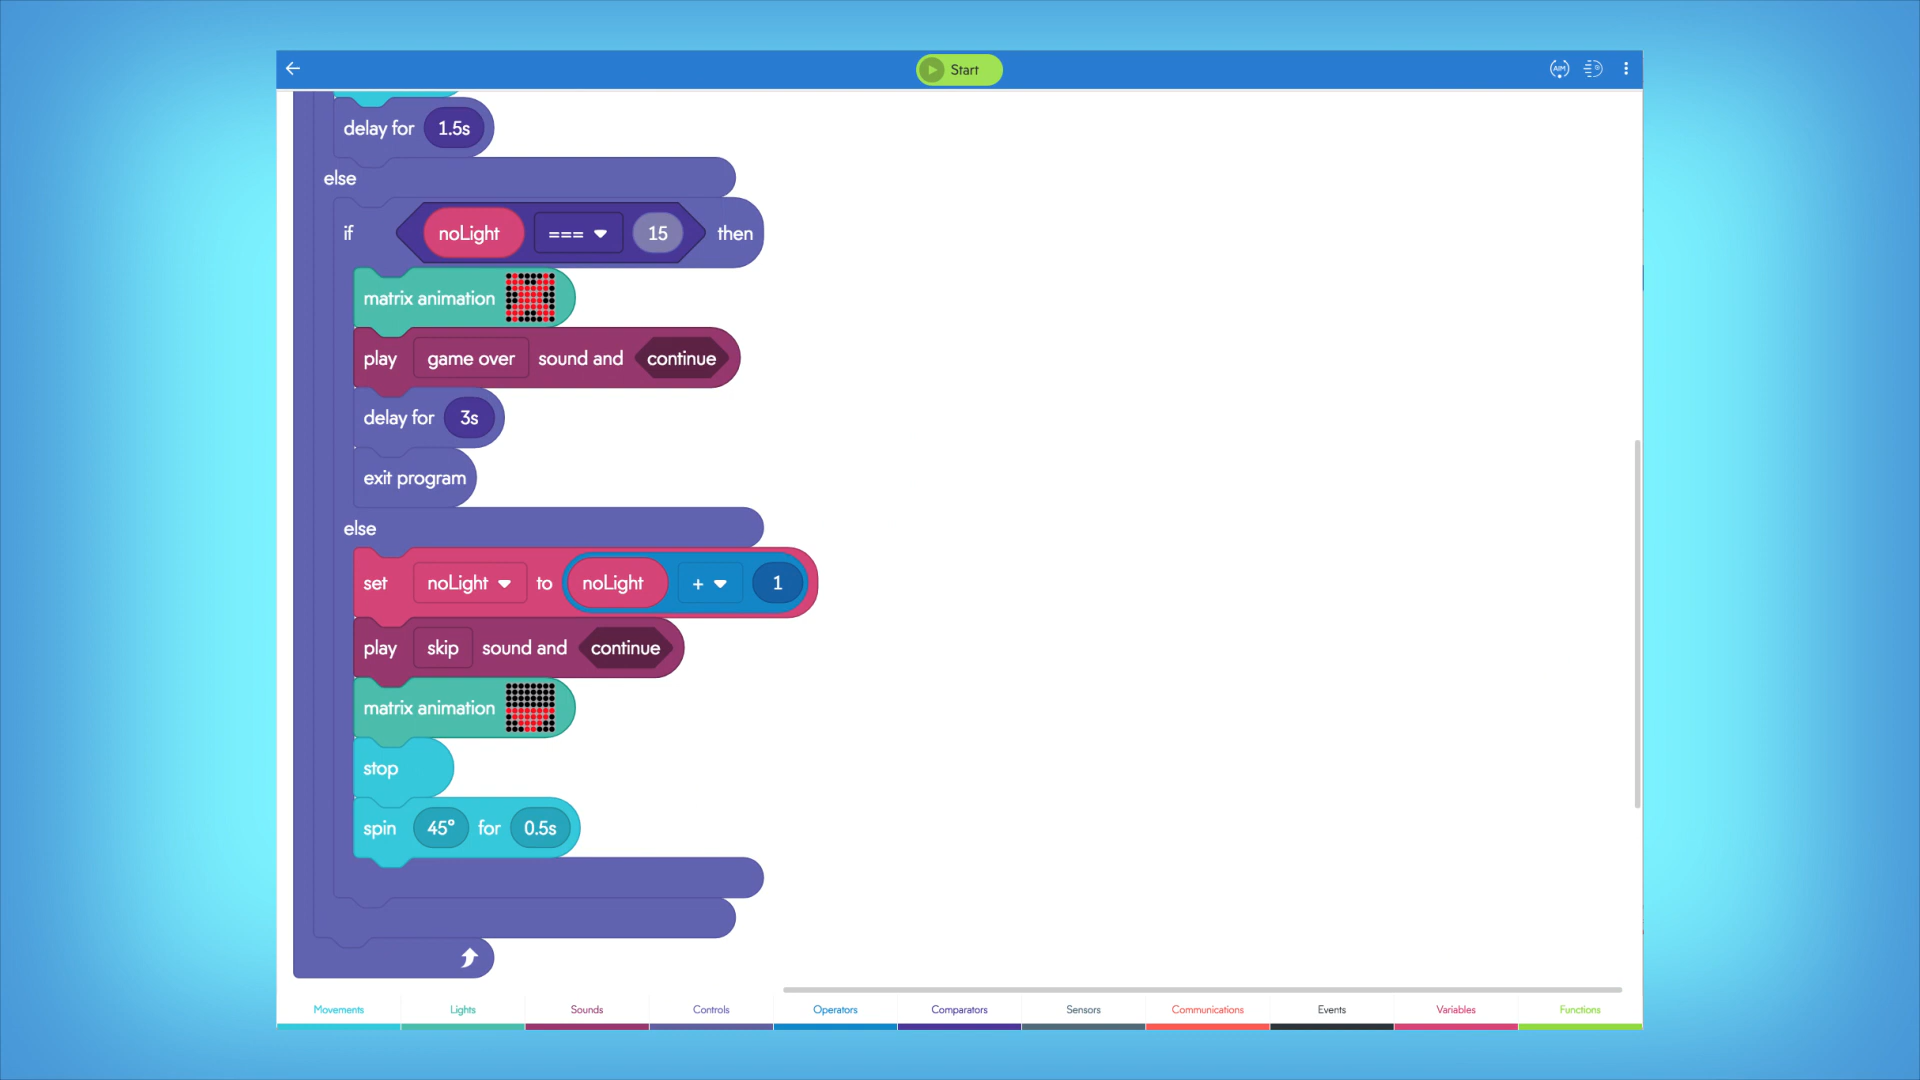 Start
AIM
delay for 1.5s
else
if noLight === 15 then
matrix animation
play game over sound and continue
delay for 3s
exit program
else
set noLight to noLight + 1
play skip sound and continue
matrix animation
stop
spin 45° for 0.5s
Movements Lights Sounds Controls Operators Comparators Sensors Communications Events Variables Functions